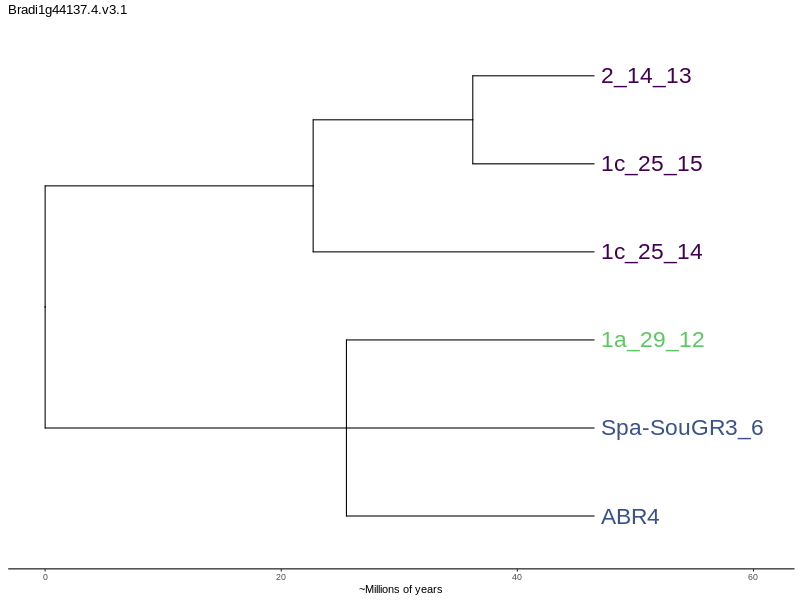 Bradi1g44137.4.v3.1
2_14_13
1c_25_15
1c_25_14
1a_29_12
Spa-SouGR3_6
ABR4
0 20 40 60
~Millions of years